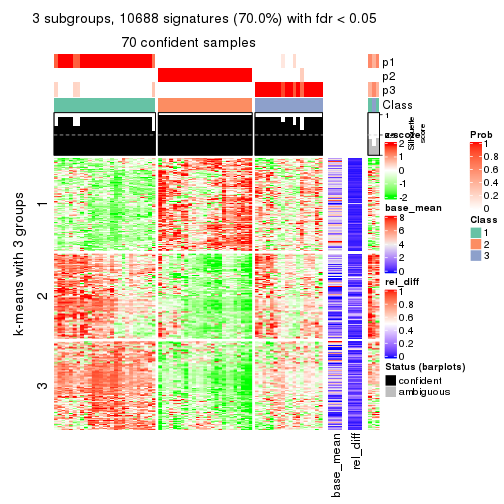 3 subgroups, 10688 signatures (70.0%) with fdr < 0.05
70 confident samples
p1
p2
p3
Class
1
Silhouette
score
k-means with 3 groups
1
2
3
base_mean
rel_diff
z-score
2
1
0
-2
base_mean
8
6
4
2
0
rel_diff
1
0.8
0.6
0.4
0.2
0
Status (barplots)
confident
ambiguous
Prob
1
0.8
0.6
0.4
0.2
0
Class
1
2
3